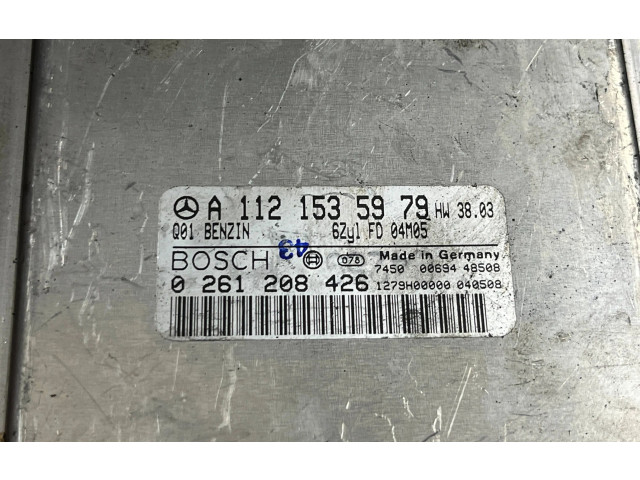 A 112 153 59 79 HW 38.03
Q01 BENZIN 6Zyl FD 04M05
43
BOSCH 078 Made in Germany
7450 00694 48508
0 261 208 426 1279H00000 040508